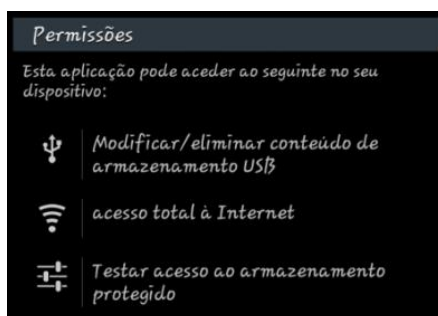 Permissões
Esta aplicação pode aceder ao seguinte no seu
dispositivo:
Modificar/eliminar conteúdo de
armazenamento USB
acesso total à Internet
Testar acesso ao armazenamento
protegido